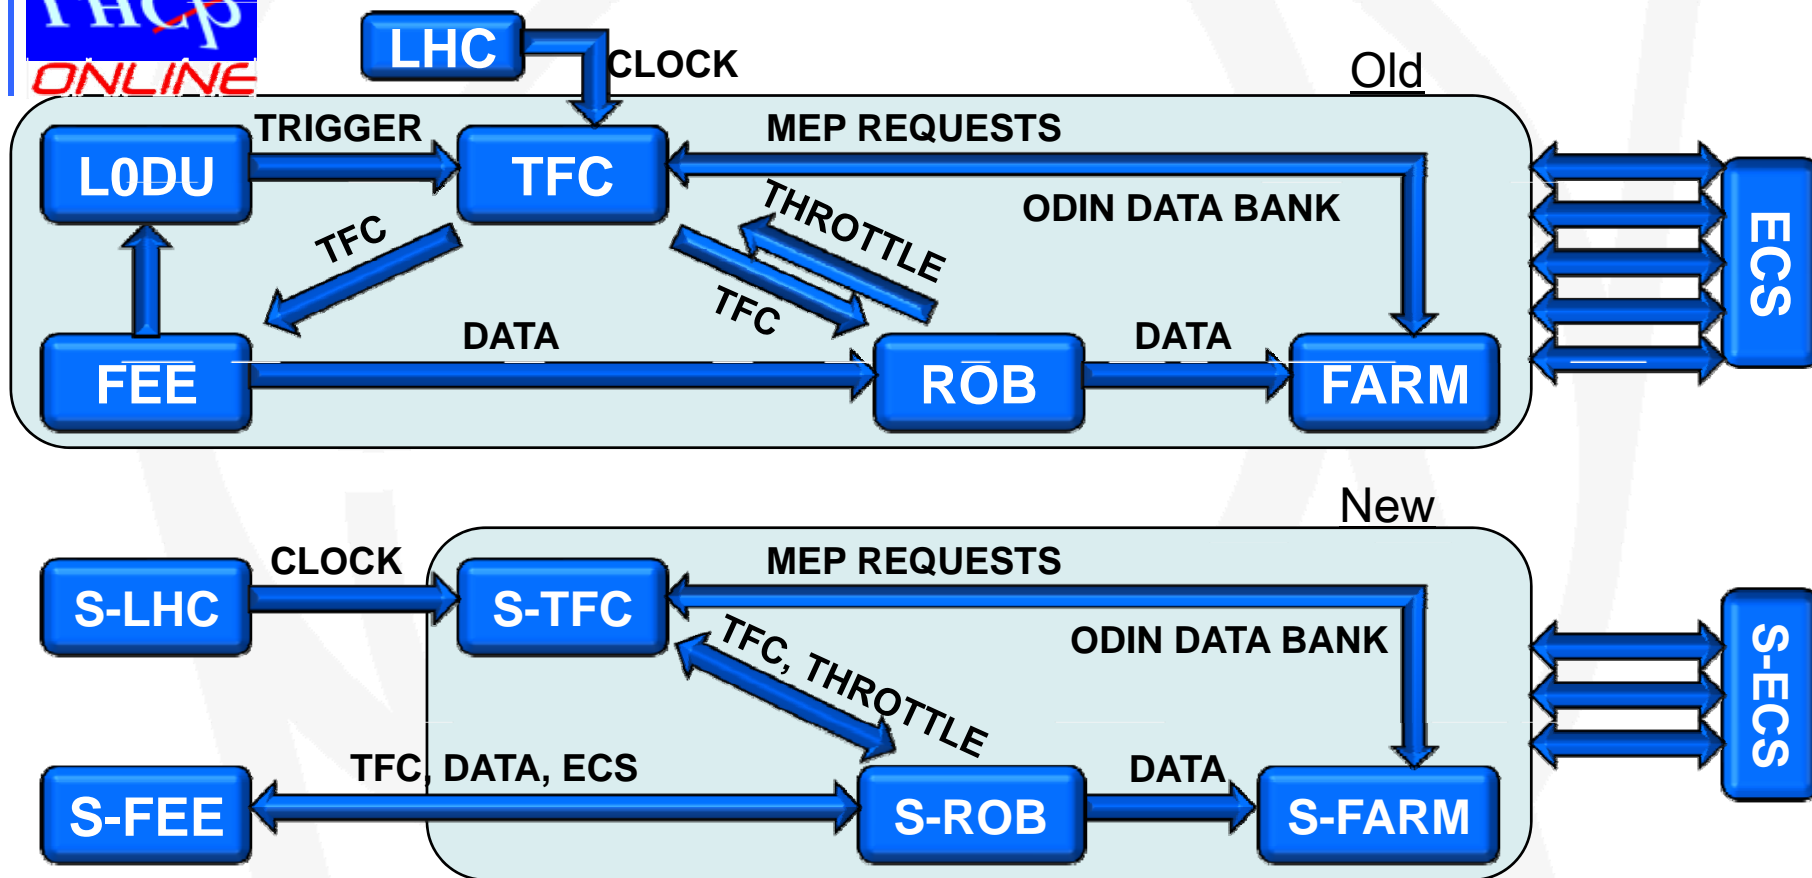 LHCb
ONLINE
LHC
CLOCK
Old
TRIGGER
MEP REQUESTS
L0DU
TFC
ODIN DATA BANK
THROTTLE
TFC
TFC
ECS
DATA
DATA
FEE
ROB
FARM
New
CLOCK
MEP REQUESTS
S-LHC
S-TFC
TFC, THROTTLE
ODIN DATA BANK
S-ECS
TFC, DATA, ECS
DATA
S-FEE
S-ROB
S-FARM